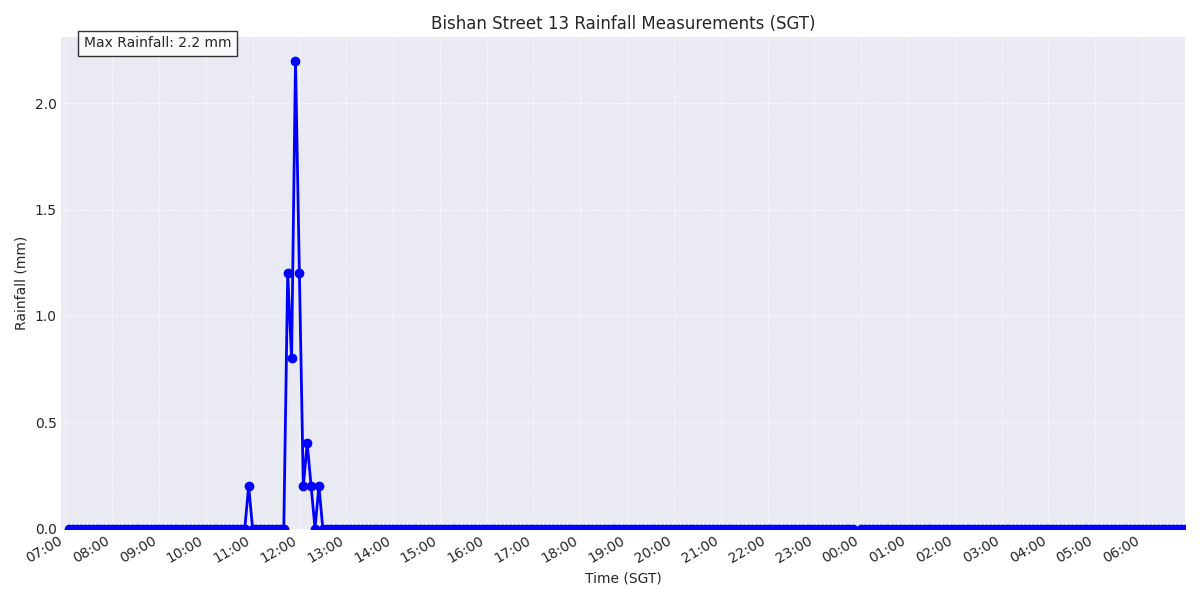 Bishan Street 13 Rainfall Measurements (SGT)
Max Rainfall: 2.2 mm
Rainfall (mm)
2.0
1.5
1.0
0.5
0.0
07:00 08:00 09:00 10:00 11:00 12:00 13:00 14:00 15:00 16:00 17:00 18:00 19:00 20:00 21:00 22:00 23:00 00:00 01:00 02:00 03:00 04:00 05:00 06:00
Time (SGT)